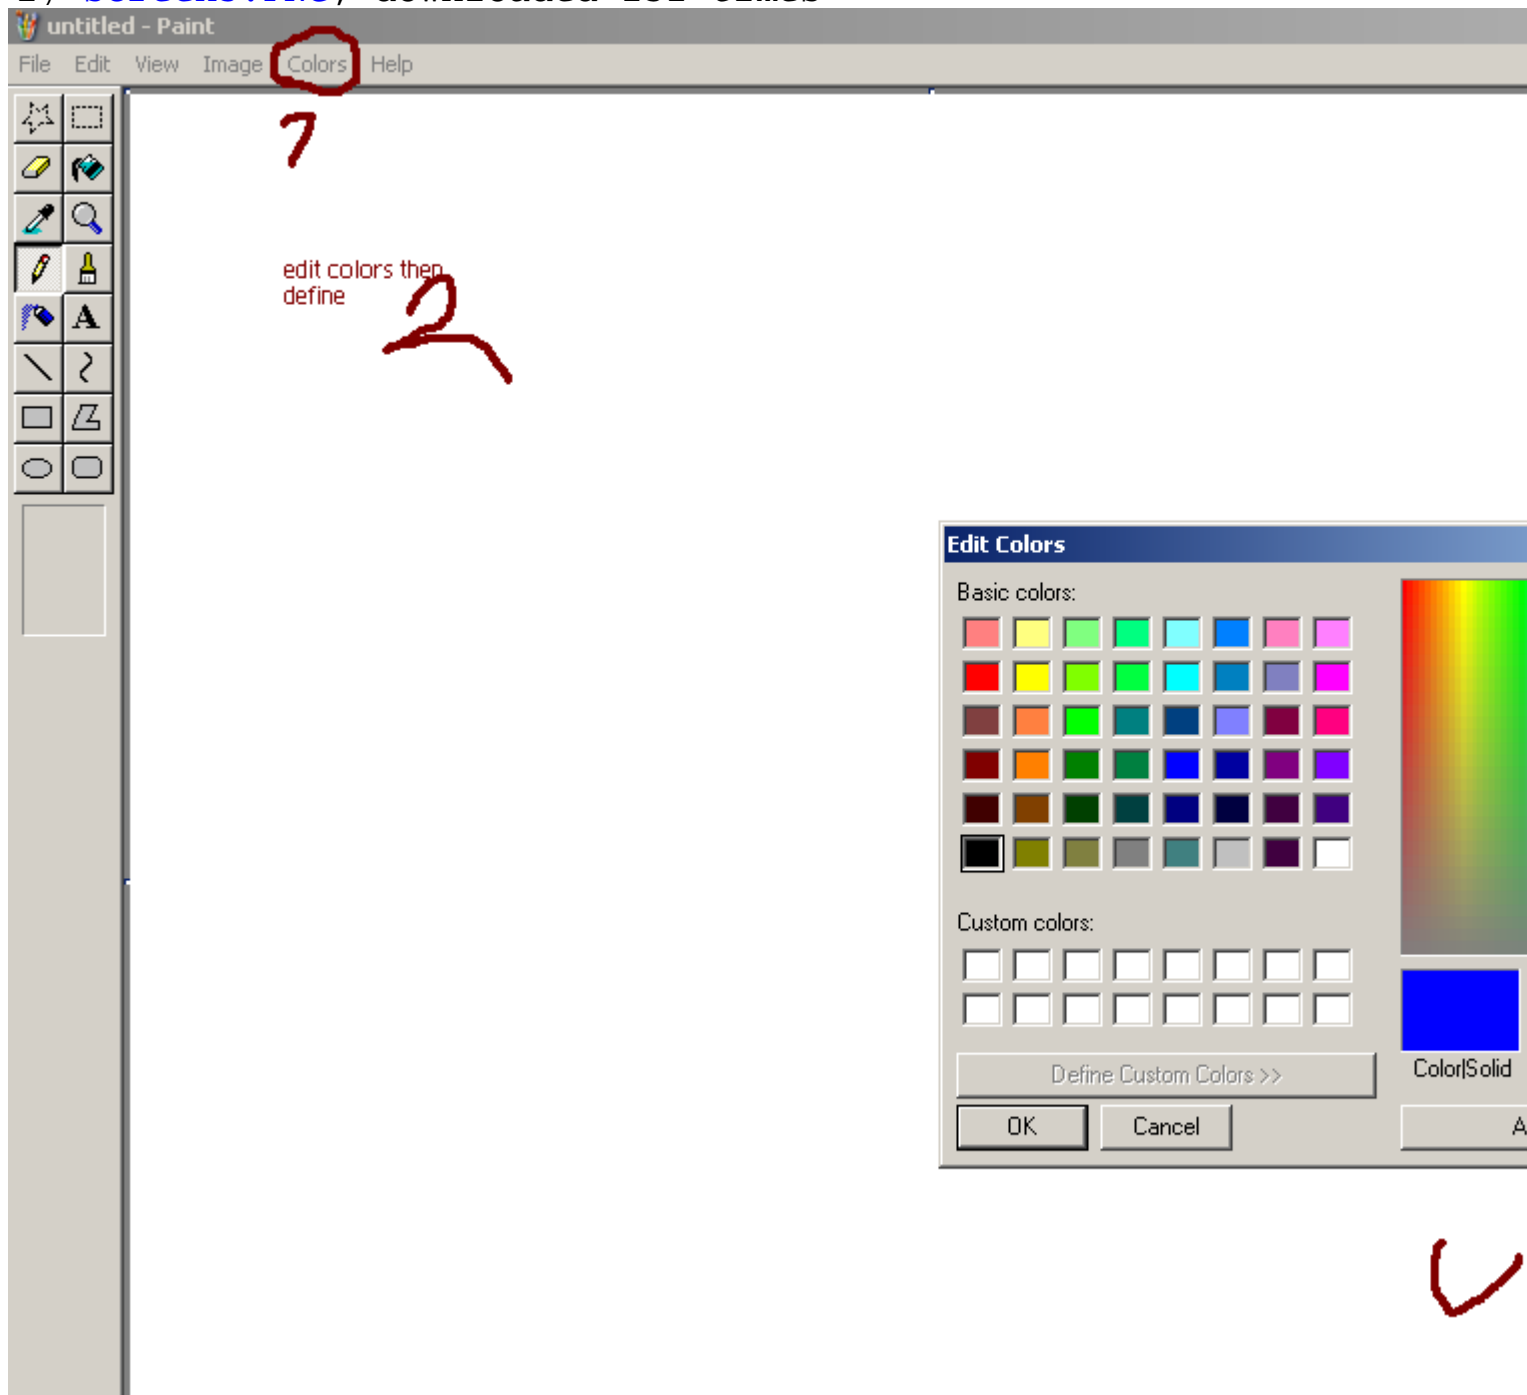 untitled - Paint
File Edit View Image Colors Help
1
edit colors then
define
2
A
Edit Colors
Basic colors:
Custom colors:
Define Custom Colors >>
Color|Solid
OK Cancel A